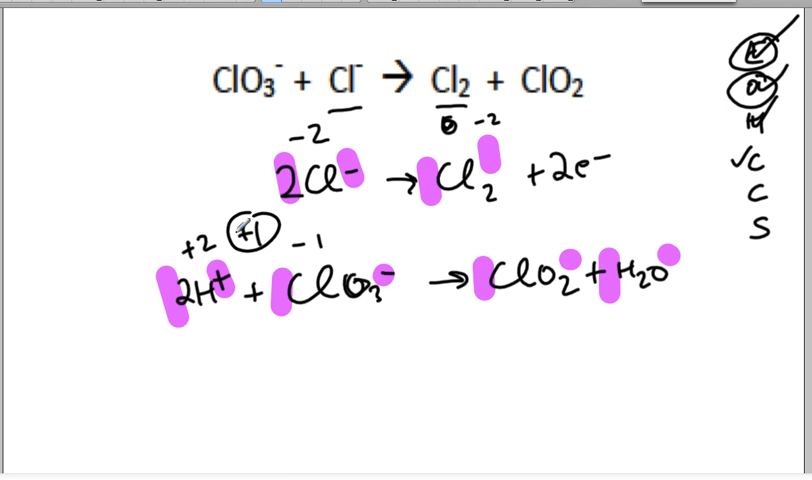 ClO₃⁻ + Cl⁻ → Cl₂ + ClO₂
-2 0 -2
2Cl⁻ → Cl₂ + 2e⁻
+2 +1 -1
2H⁺ + ClO₃⁻ → ClO₂ + H₂O
O
H
✓C
C
S